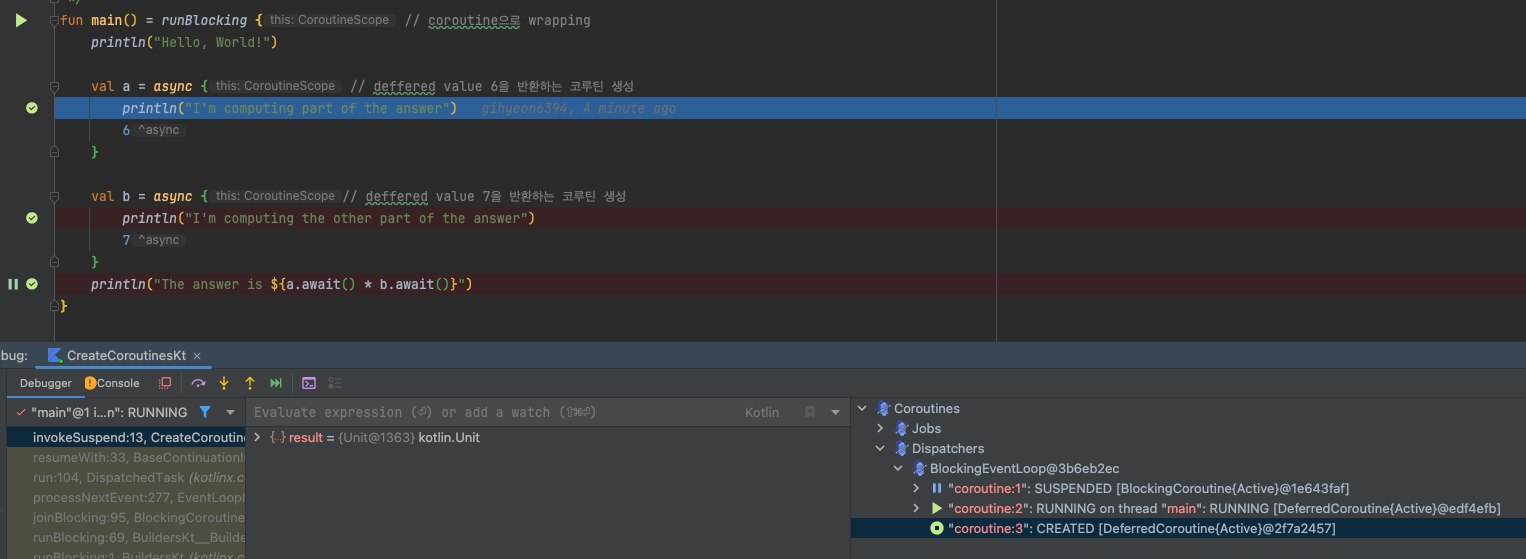 */
fun main() = runBlocking { this: CoroutineScope // coroutine으로 wrapping
println("Hello, World!")
val a = async { this: CoroutineScope // deffered value 6을 반환하는 코루틴 생성
println("I'm computing part of the answer") gihyeon6394, A minute ago
6 ^async
}
val b = async { this: CoroutineScope // deffered value 7을 반환하는 코루틴 생성
println("I'm computing the other part of the answer")
7 ^async
}
println("The answer is ${a.await() * b.await()}")
}
bug: CreateCoroutinesKt ×
Debugger Console
"main"@1 i...n": RUNNING
Evaluate expression (⏎) or add a watch (⇧⌘⏎) Kotlin
invokeSuspend:13, CreateCoroutine
resumeWith:33, BaseContinuationI
run:104, DispatchedTask (kotlinx.c
processNextEvent:277, EventLoopI
joinBlocking:95, BlockingCoroutine
runBlocking:69, BuildersKt__Builde
runBlocking:1, BuildersKt (kotlinx.c
result = {Unit@1363} kotlin.Unit
Coroutines
Jobs
Dispatchers
BlockingEventLoop@3b6eb2ec
"coroutine:1": SUSPENDED [BlockingCoroutine{Active}@1e643faf]
"coroutine:2": RUNNING on thread "main": RUNNING [DeferredCoroutine{Active}@edf4efb]
"coroutine:3": CREATED [DeferredCoroutine{Active}@2f7a2457]